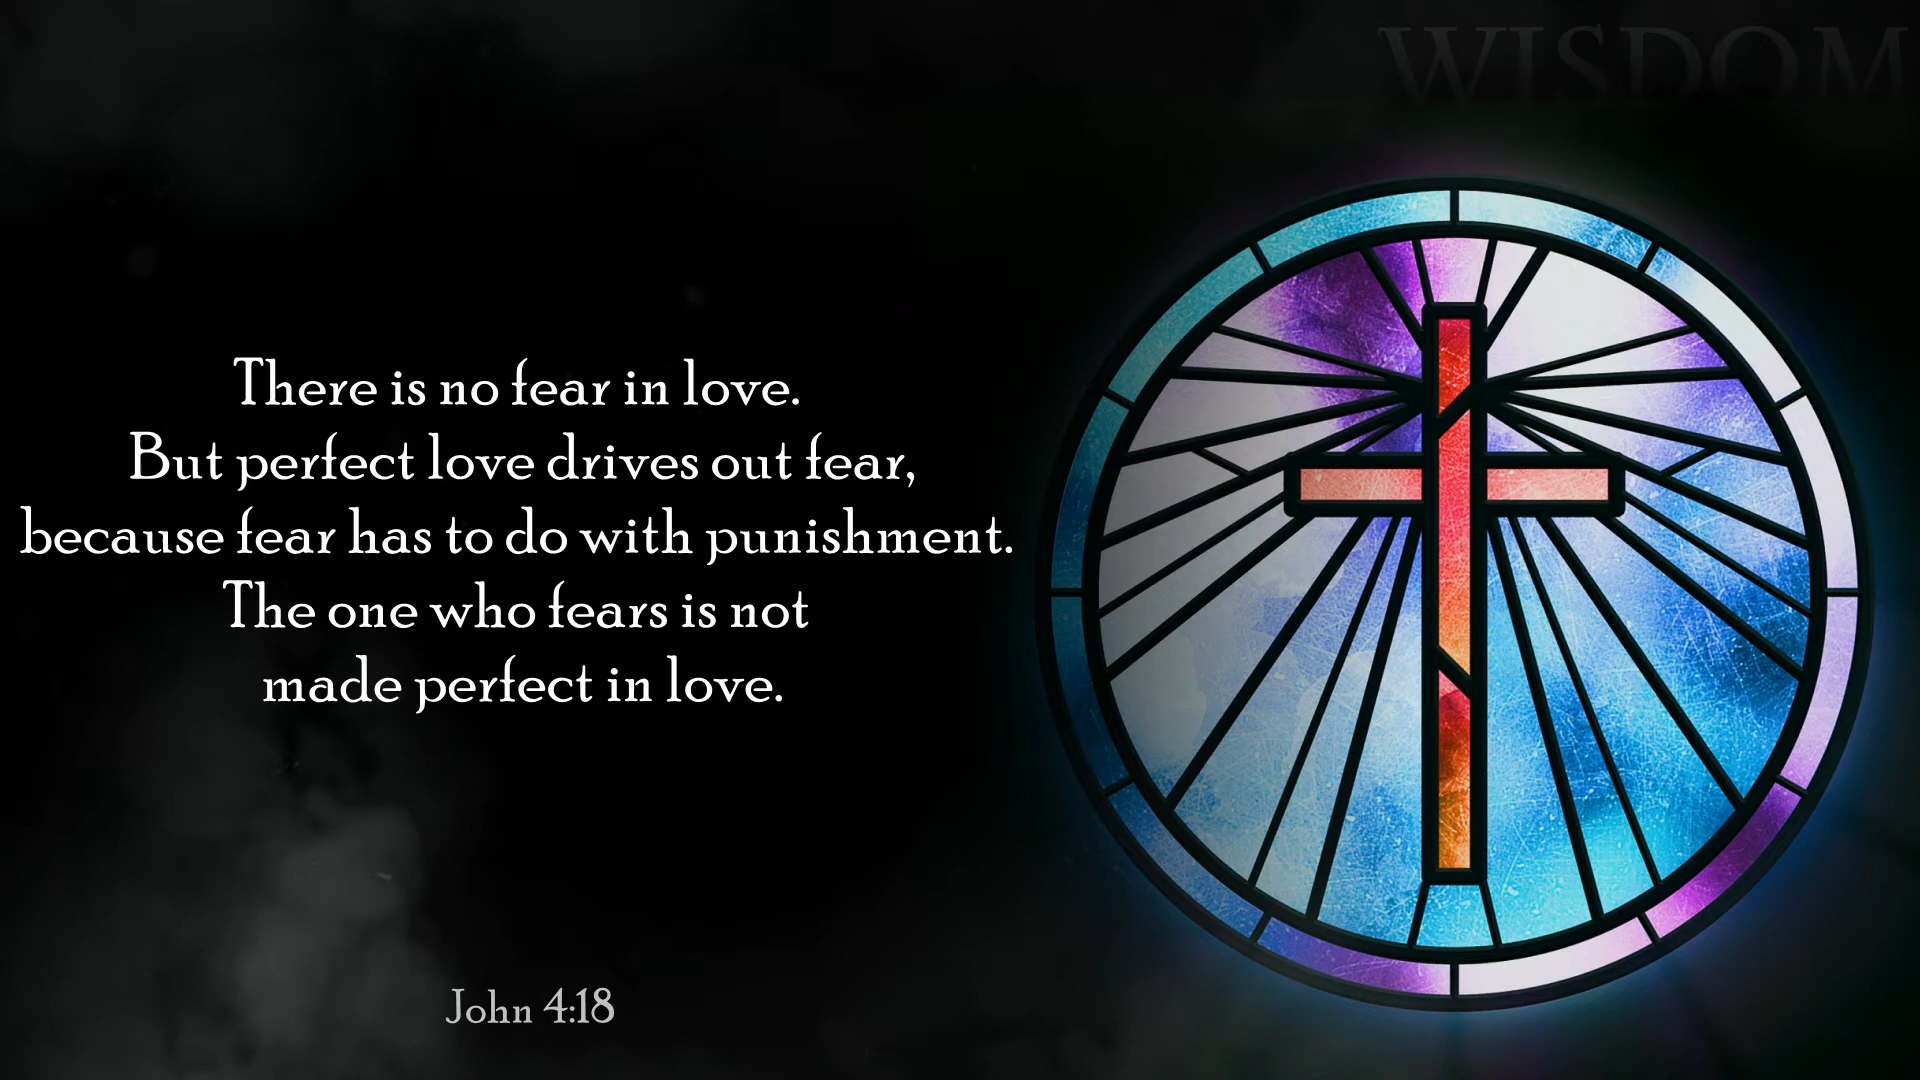 WISDOM
There is no fear in love.
But perfect love drives out fear,
because fear has to do with punishment.
The one who fears is not
made perfect in love.
John 4:18